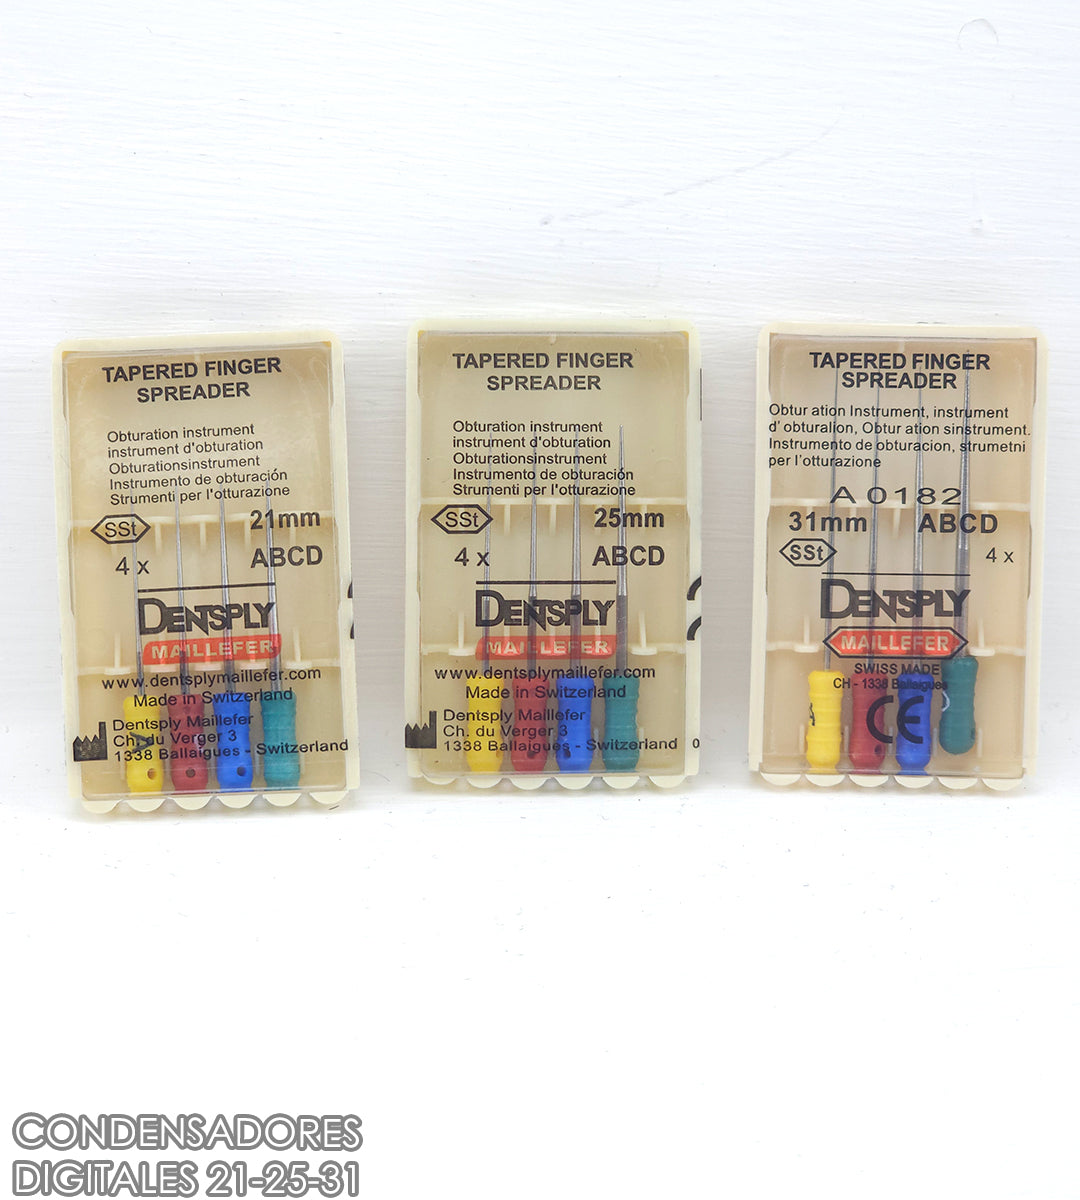 TAPERED FINGER
SPREADER
Obturation instrument
instrument d'obturation
Obturationsinstrument
Instrumento de obturación
Strumenti per l'otturazione
SSt
21mm
4 x
ABCD
DENTSPLY
MAILLEFER
www.dentsplymaillefer.com
Made in Switzerland
Dentsply Maillefer
Ch. du Verger 3
1338 Ballaigues - Switzerland
TAPERED FINGER
SPREADER
Obturation instrument
instrument d'obturation
Obturationsinstrument
Instrumento de obturación
Strumenti per l'otturazione
SSt
25mm
4 x
ABCD
DENTSPLY
MAILLEFER
www.dentsplymaillefer.com
Made in Switzerland
Dentsply Maillefer
Ch. du Verger 3
1338 Ballaigues - Switzerland
TAPERED FINGER
SPREADER
Obtur ation Instrument, instrument
d' obturalion, Obtur ation sinstrument.
Instrumento de obturacion, strumetni
per l'otturazione
A 0182
31mm ABCD
SSt
4 x
DENTSPLY
MAILLEFER
SWISS MADE
CH - 1338 Ballaigues
CE
CONDENSADORES
DIGITALES 21-25-31